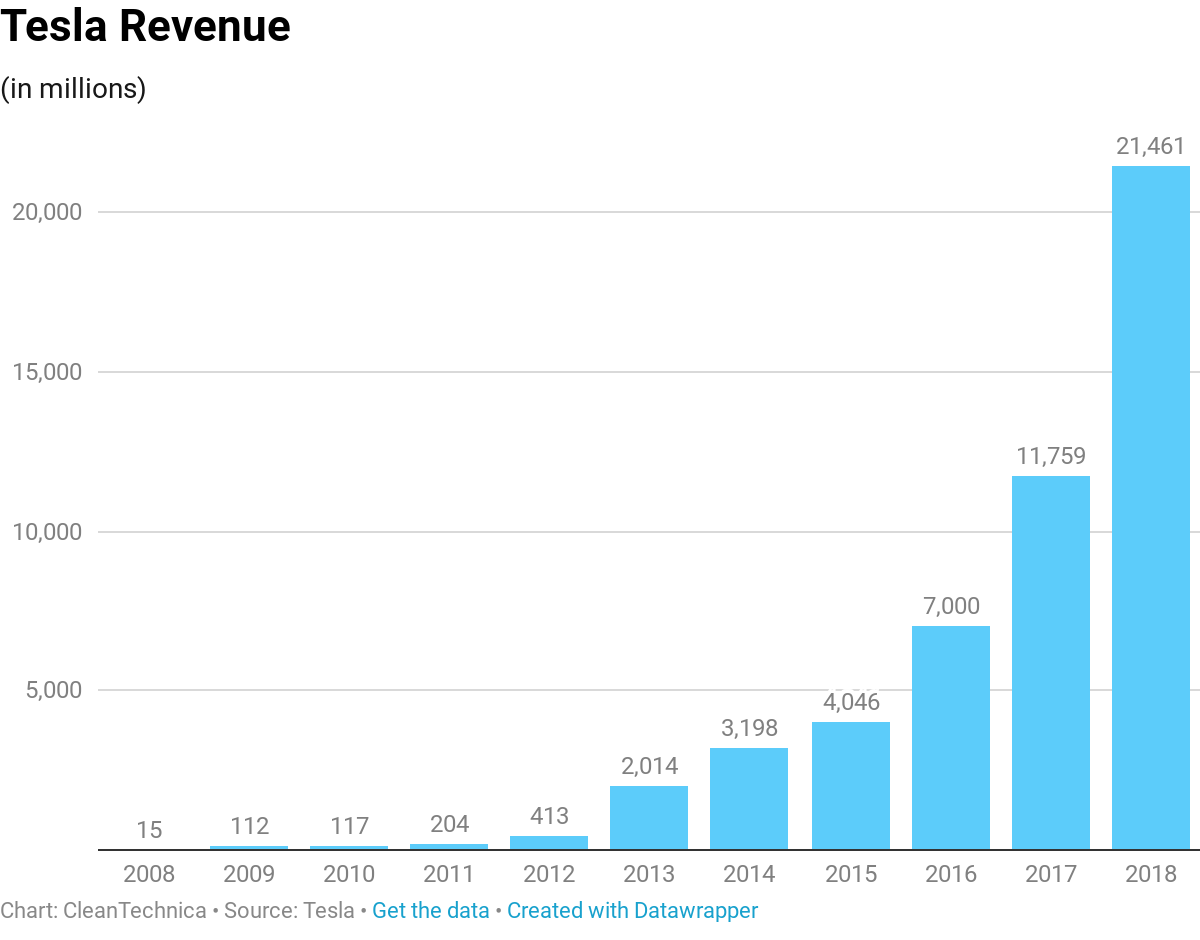 Tesla Revenue
(in millions)
21,461
20,000
15,000
11,759
10,000
7,000
5,000
4,046
3,198
2,014
15 112 117 204 413
2008 2009 2010 2011 2012 2013 2014 2015 2016 2017 2018
Chart: CleanTechnica • Source: Tesla • Get the data • Created with Datawrapper